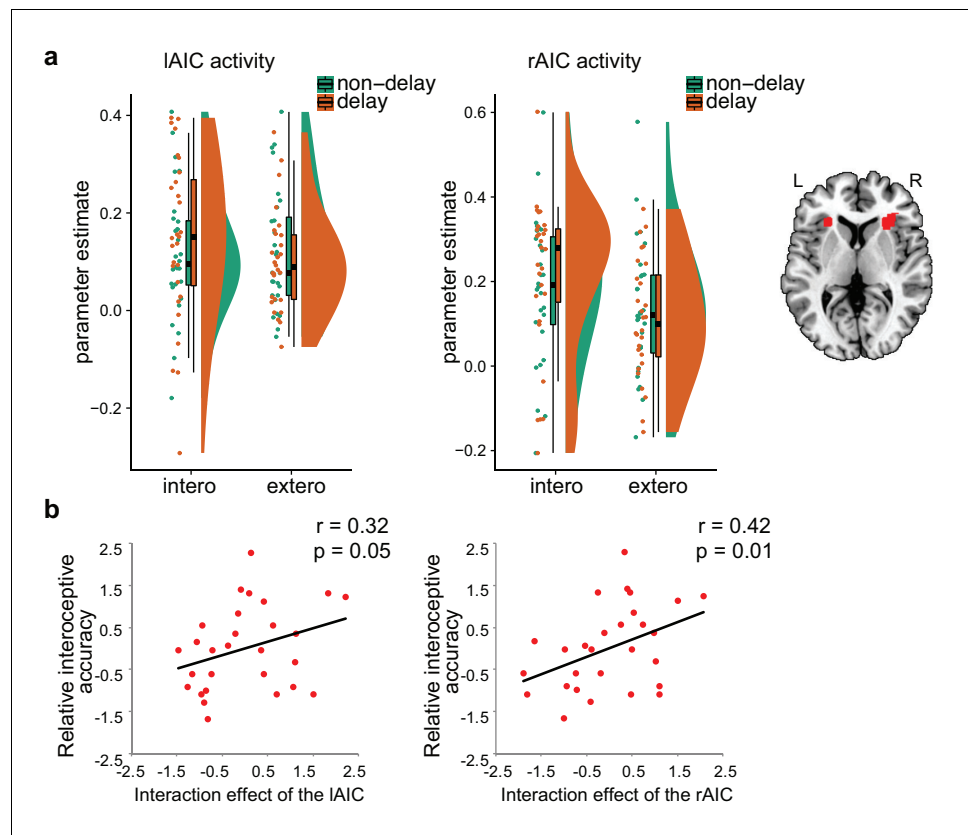 a
lAIC activity
non-delay
delay
parameter estimate
0.4
0.2
0.0
−0.2
intero
extero
rAIC activity
non-delay
delay
parameter estimate
0.6
0.4
0.2
0.0
−0.2
intero
extero
L
R
b
r = 0.32
p = 0.05
Relative interoceptive
accuracy
2.5
1.5
0.5
-0.5
-1.5
-2.5
-2.5 -1.5 -0.5 0.5 1.5 2.5
Interaction effect of the lAIC
r = 0.42
p = 0.01
Relative interoceptive
accuracy
2.5
1.5
0.5
-0.5
-1.5
-2.5
-2.5 -1.5 -0.5 0.5 1.5 2.5
Interaction effect of the rAIC